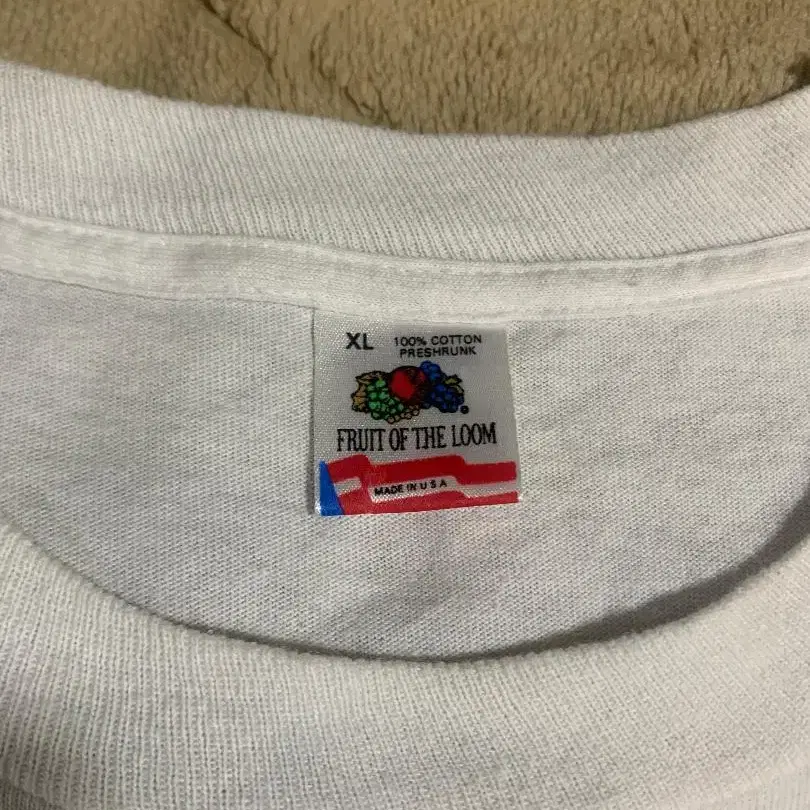 XL 100% COTTON
PRESHRUNK
FRUIT OF THE LOOM
MADE IN U S A